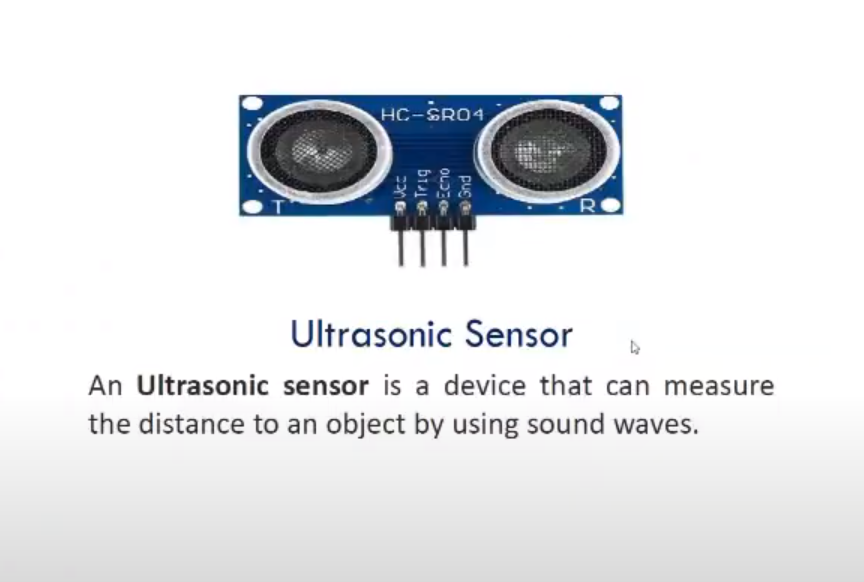 HC-SR04
Vcc
Trig
Echo
Gnd
T
R
Ultrasonic Sensor
An Ultrasonic sensor is a device that can measure
the distance to an object by using sound waves.